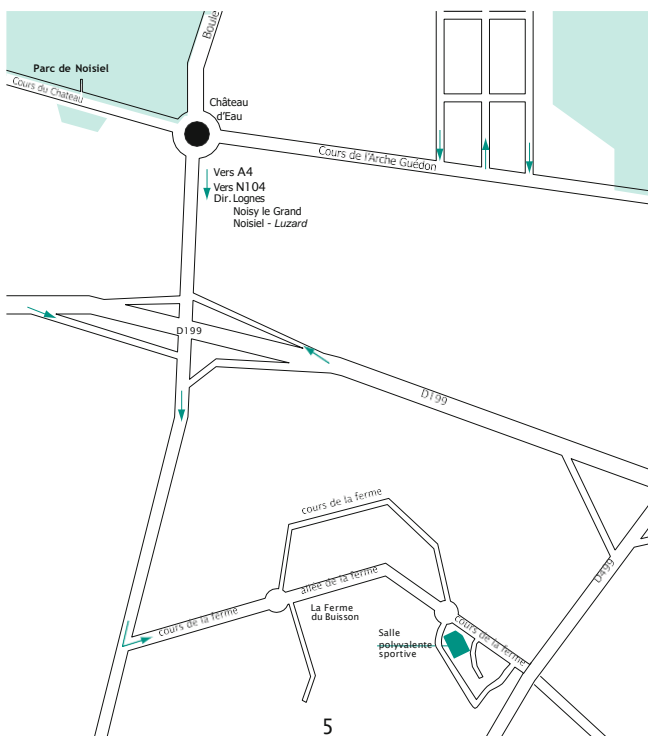 Boule
Parc de Noisiel
Cours du Chateau
Château
d'Eau
Cours de l'Arche Guédon
Vers A4
Vers N104
Dir. Lognes
Noisy le Grand
Noisiel - Luzard
D199
D199
cours de la ferme
D499
allée de la ferme
La Ferme
du Buisson
cours de la ferme
cours de la ferme
Salle
polyvalente
sportive
5